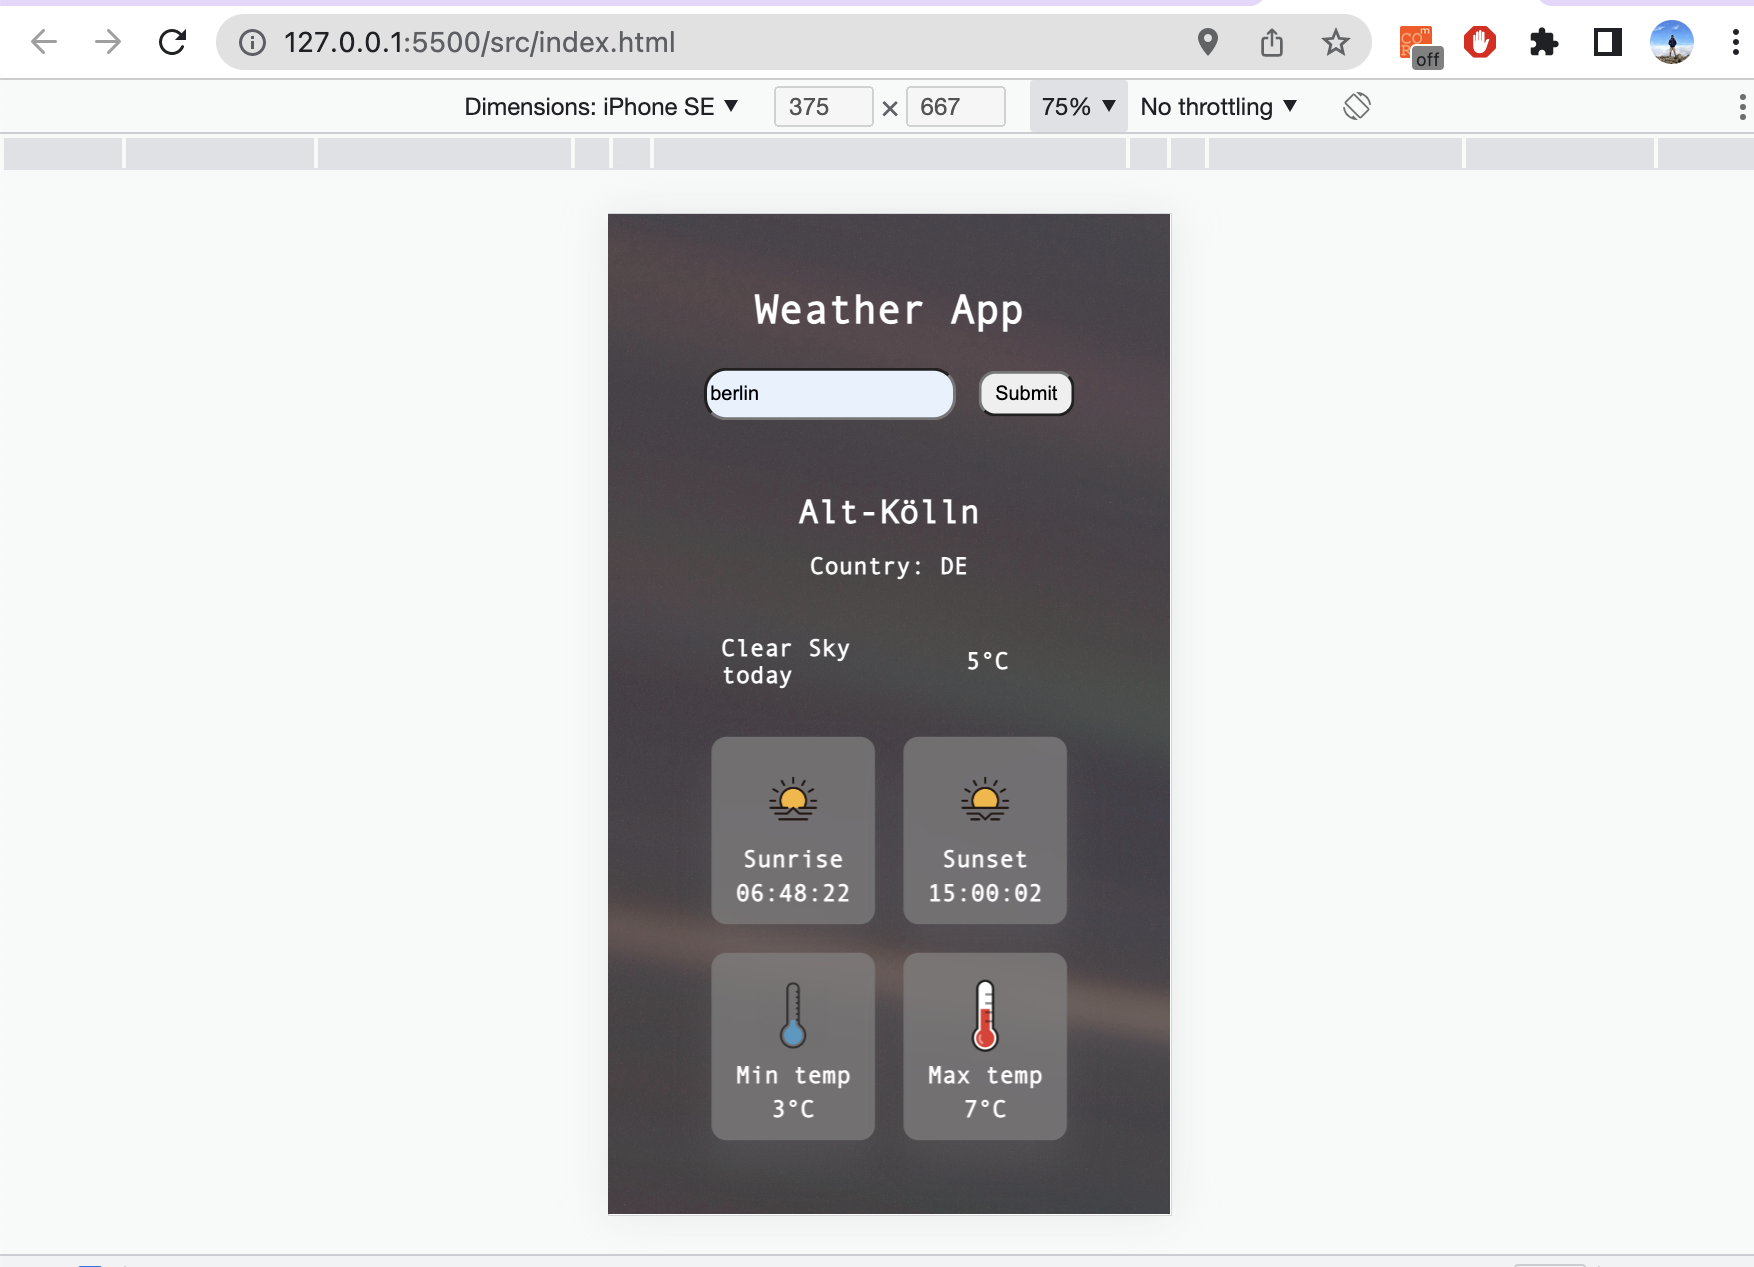 127.0.0.1:5500/src/index.html
off
Dimensions: iPhone SE ▼ 375 × 667 75% ▼ No throttling ▼
Weather App
berlin Submit
Alt-Kölln
Country: DE
Clear Sky
today
5°C
Sunrise
06:48:22
Sunset
15:00:02
Min temp
3°C
Max temp
7°C